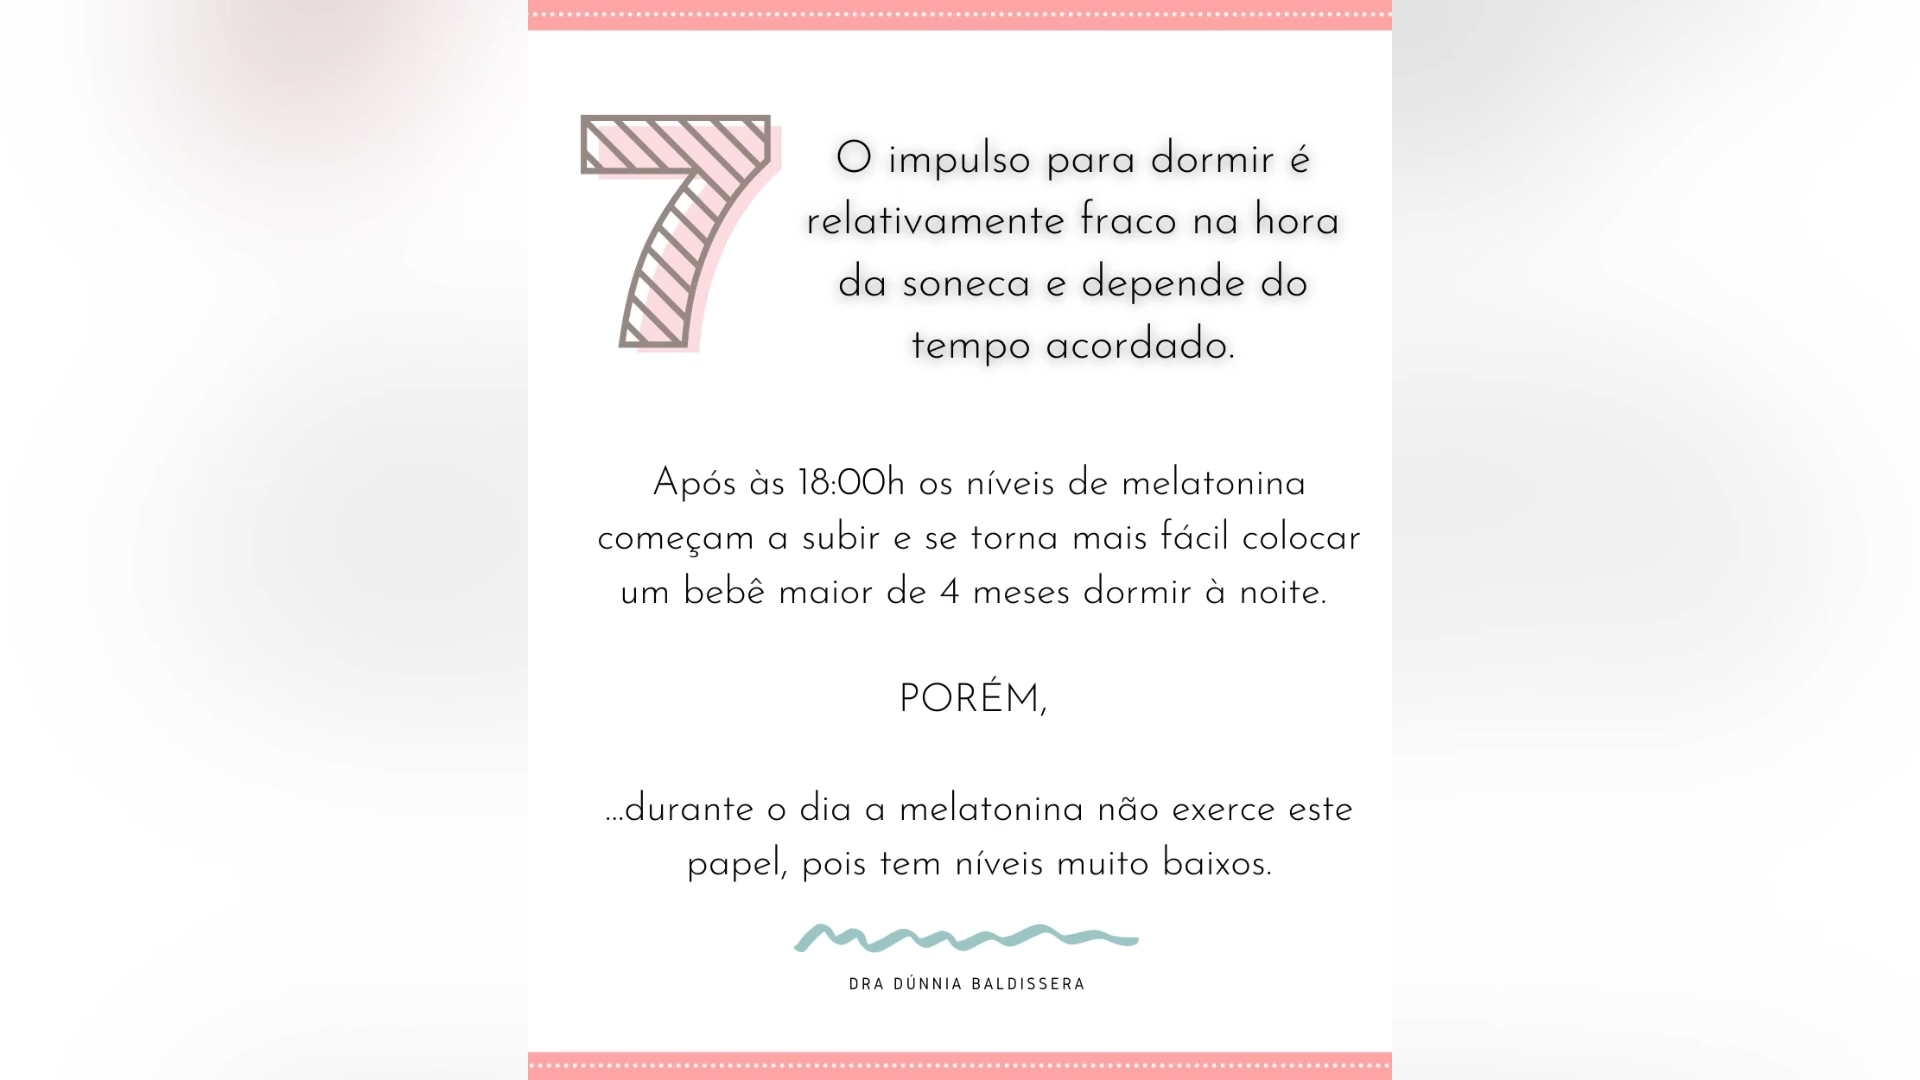 7
O impulso para dormir é
relativamente fraco na hora
da soneca e depende do
tempo acordado.
Após às 18:00h os níveis de melatonina
começam a subir e se torna mais fácil colocar
um bebê maior de 4 meses dormir à noite.
PORÉM,
...durante o dia a melatonina não exerce este
papel, pois tem níveis muito baixos.
DRA DÚNNIA BALDISSERA